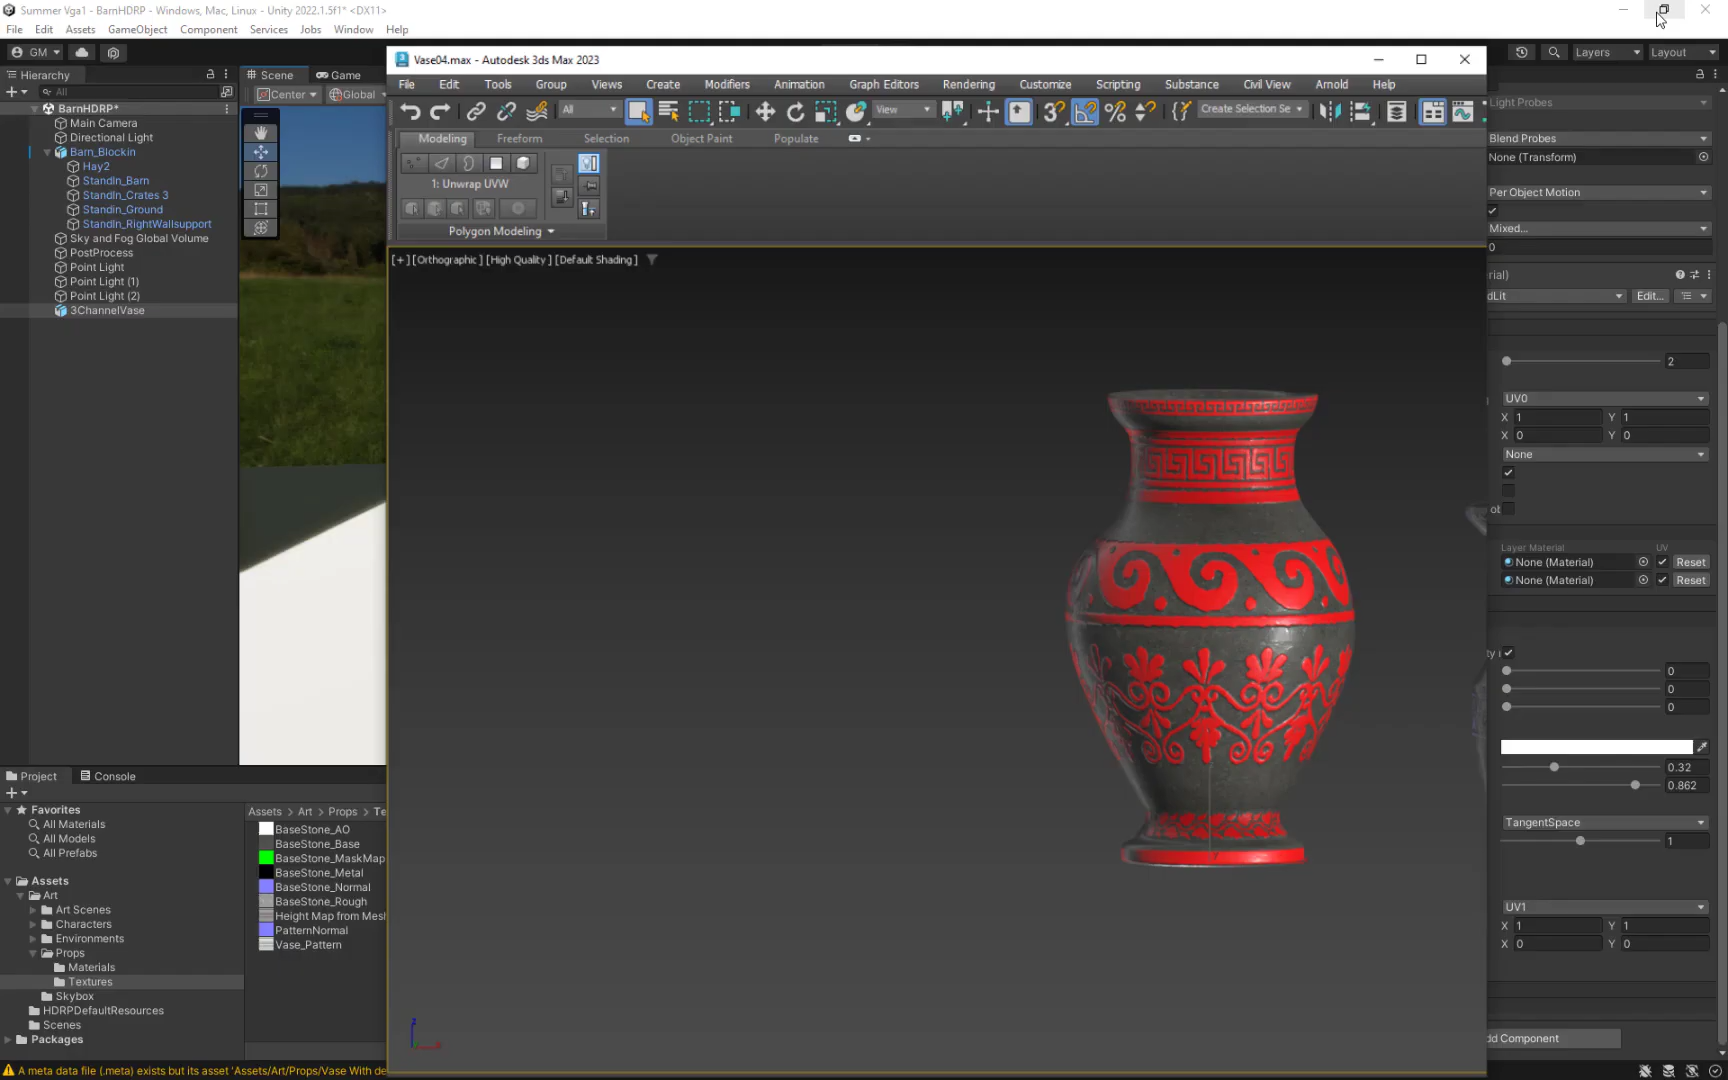 Summer Vga1 - BarnHDRP - Windows, Mac, Linux - Unity 2022.1.5f1* <DX11>
File Edit Assets GameObject Component Services Jobs Window Help
GM
Layers
Layout
Hierarchy
Scene
Game
All
Center
Global
BarnHDRP*
Main Camera
Directional Light
Barn_Blockin
Hay2
StandIn_Barn
StandIn_Crates 3
Standin_Ground
StandIn_RightWallsupport
Sky and Fog Global Volume
PostProcess
Point Light
Point Light (1)
Point Light (2)
3ChannelVase
Vase04.max - Autodesk 3ds Max 2023
File Edit Tools Group Views Create Modifiers Animation Graph Editors Rendering Customize Scripting Substance Civil View Arnold Help
All
View
Create Selection Se
Modeling Freeform Selection Object Paint Populate
1: Unwrap UVW
Polygon Modeling
[+] [Orthographic ] [High Quality ] [Default Shading ]
Light Probes
Blend Probes
None (Transform)
Per Object Motion
Mixed...
0
rial)
dLit
Edit...
2
UV0
X 1 Y 1
X 0 Y 0
None
ot
Layer Material UV
None (Material) Reset
None (Material) Reset
ty
0
0
0
0.32
0.862
TangentSpace
1
UV1
X 1 Y 1
X 0 Y 0
dd Component
Project
Console
Favorites
All Materials
All Models
All Prefabs
Assets
Art
Art Scenes
Characters
Environments
Props
Materials
Textures
Skybox
HDRPDefaultResources
Scenes
Packages
Assets > Art > Props > Te
BaseStone_AO
BaseStone_Base
BaseStone_MaskMap
BaseStone_Metal
BaseStone_Normal
BaseStone_Rough
Height Map from Mesh
PatternNormal
Vase_Pattern
A meta data file (.meta) exists but its asset 'Assets/Art/Props/Vase With de